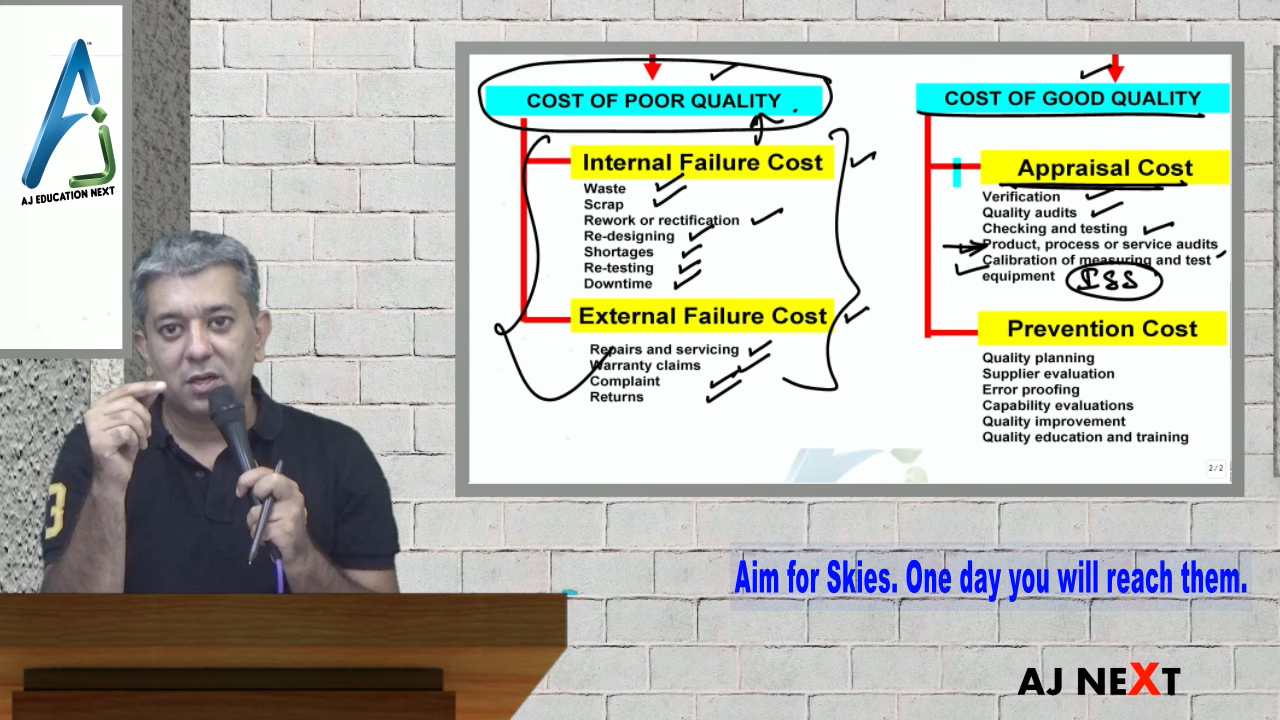 AJ EDUCATION NEXT
COST OF POOR QUALITY
Internal Failure Cost
Waste
Scrap
Rework or rectification
Re-designing
Shortages
Re-testing
Downtime
External Failure Cost
Repairs and servicing
Warranty claims
Complaint
Returns
COST OF GOOD QUALITY
Appraisal Cost
Verification
Quality audits
Checking and testing
Product, process or service audits
Calibration of measuring and test
equipment
Prevention Cost
Quality planning
Supplier evaluation
Error proofing
Capability evaluations
Quality improvement
Quality education and training
2/2
3
Aim for Skies. One day you will reach them.
AJ NEXT